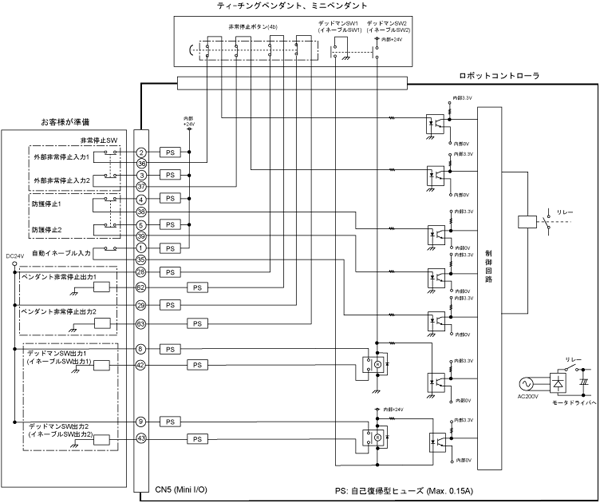 ティーチングペンダント、ミニペンダント
非常停止ボタン(4b)
デッドマンSW1
(イネーブルSW1)
デッドマンSW2
(イネーブルSW2)
内部+24V
ロボットコントローラ
お客様が準備
内部
+24V
内部3.3V
内部0V
非常停止SW
外部非常停止入力1
外部非常停止入力2
2
PS
36
3
PS
37
内部3.3V
内部0V
防護停止1
防護停止2
4
PS
38
5
PS
39
内部3.3V
内部0V
自動イネーブル入力
1
PS
35
DC24V
内部3.3V
内部0V
ペンダント非常停止出力1
28
PS
62
PS
ペンダント非常停止出力2
29
PS
63
PS
内部3.3V
内部0V
制御回路
リレー
デッドマンSW出力1
(イネーブルSW出力1)
8
PS
42
PS
内部3.3V
内部0V
リレー
AC200V
モータドライバへ
デッドマンSW出力2
(イネーブルSW出力2)
9
PS
43
PS
内部+24V
内部3.3V
内部0V
CN5 (Mini I/O)
PS: 自己復帰型ヒューズ (Max. 0.15A)